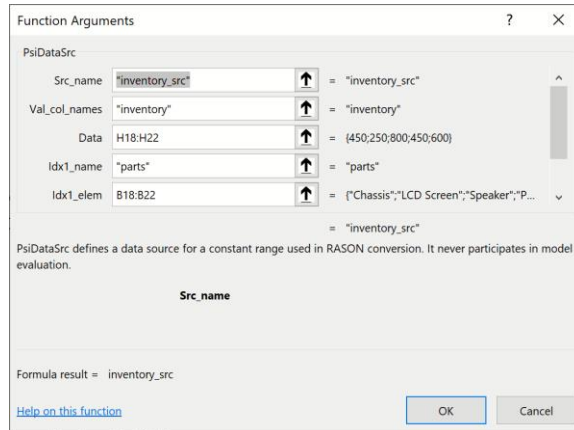 Function Arguments ? ×
PsiDataSrc
Src_name "inventory_src" = "inventory_src"
Val_col_names "inventory" = "inventory"
Data H18:H22 = {450;250;800;450;600}
Idx1_name "parts" = "parts"
Idx1_elem B18:B22 = {"Chassis";"LCD Screen";"Speaker";"P...
= "inventory_src"
PsiDataSrc defines a data source for a constant range used in RASON conversion. It never participates in model
evaluation.
Src_name
Formula result = inventory_src
Help on this function OK Cancel